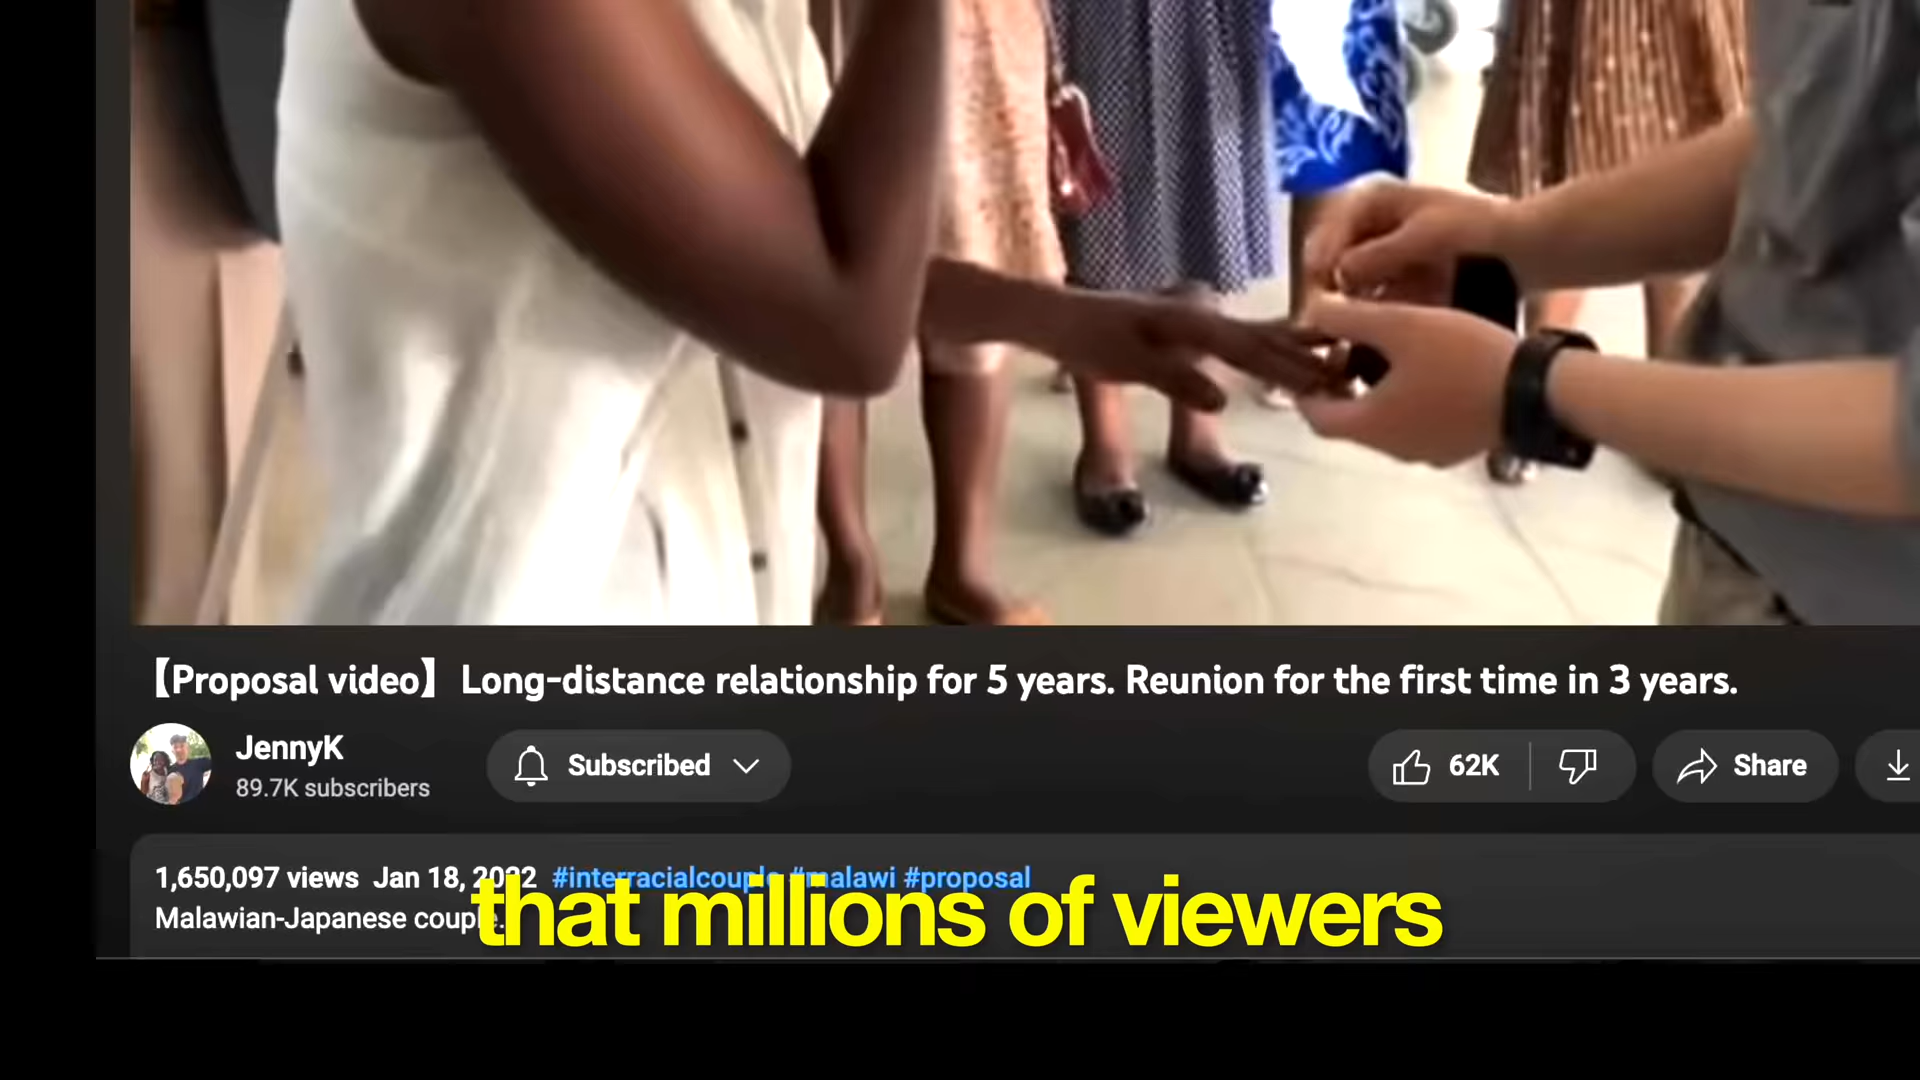 【Proposal video】 Long-distance relationship for 5 years. Reunion for the first time in 3 years.
JennyK
89.7K subscribers
Subscribed
62K
Share
1,650,097 views Jan 18, 2022 #interracialcouple #malawi #proposal
Malawian-Japanese couple.
that millions of viewers